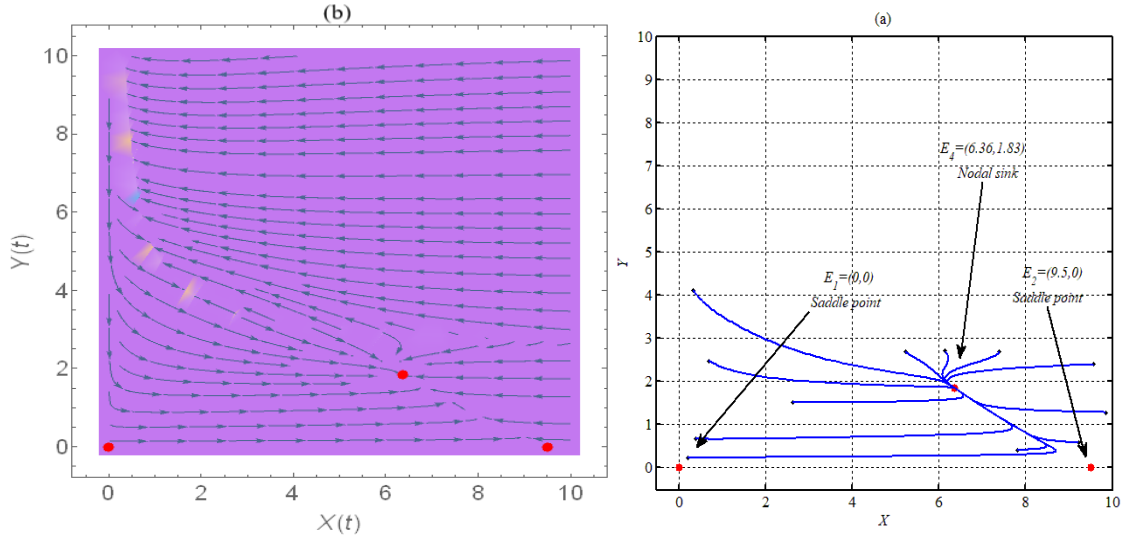 (b)
10
8
6
4
2
0
Y(t)
0 2 4 6 8 10
X(t)
(a)
10
9
8
7
6
5
4
3
2
1
0
Y
E4=(6.36,1.83)
Nodal sink
E1=(0,0)
Saddle point
E2=(9.5,0)
Saddle point
0 2 4 6 8 10
X